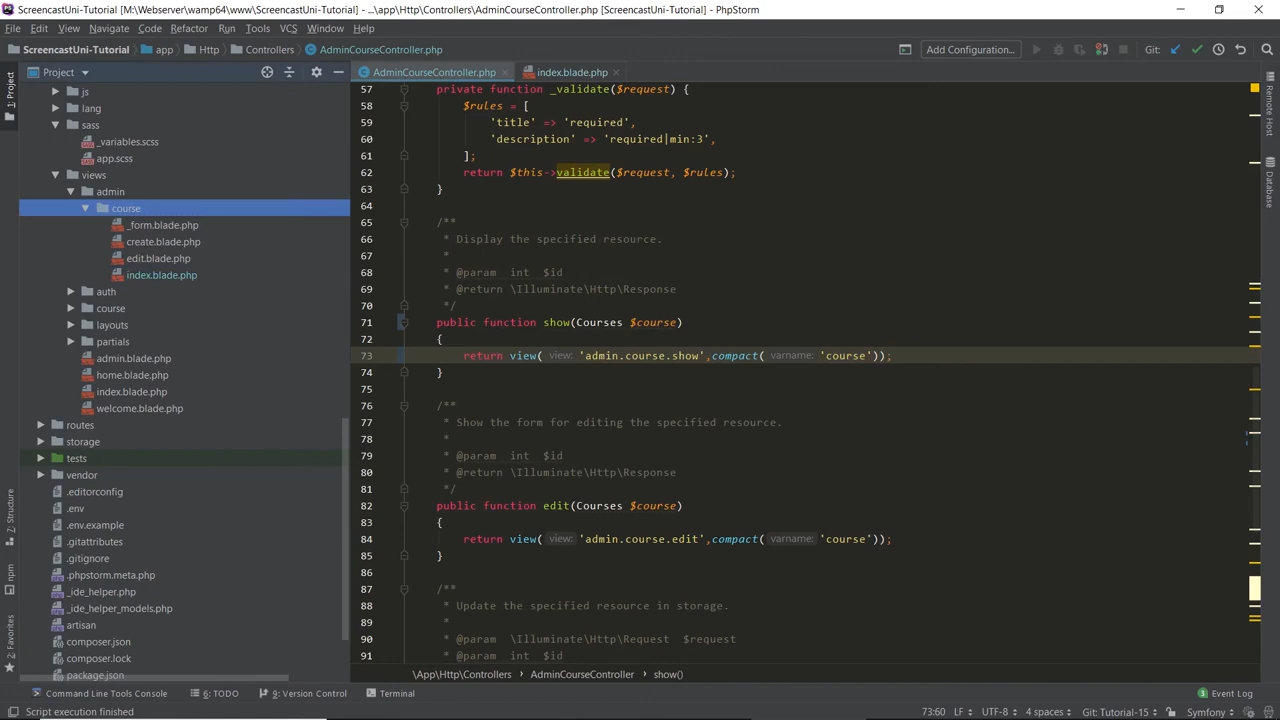 ScreencastUni-Tutorial [M:\Webserver\wamp64\www\ScreencastUni-Tutorial] - ...\app\Http\Controllers\AdminCourseController.php - PhpStorm
File Edit View Navigate Code Refactor Run Tools VCS Window Help
ScreencastUni-Tutorial app Http Controllers AdminCourseController.php Add Configuration... Git:
1: Project
Z: Structure
npm
2: Favorites
Project
js
lang
sass
_variables.scss
app.scss
views
admin
course
_form.blade.php
create.blade.php
edit.blade.php
index.blade.php
auth
course
layouts
partials
admin.blade.php
home.blade.php
index.blade.php
welcome.blade.php
routes
storage
tests
vendor
.editorconfig
.env
.env.example
.gitattributes
.gitignore
.phpstorm.meta.php
_ide_helper.php
_ide_helper_models.php
artisan
composer.json
composer.lock
package.json
AdminCourseController.php index.blade.php
57 private function _validate($request) {
58 $rules = [
59 'title' => 'required',
60 'description' => 'required|min:3',
61 ];
62 return $this->validate($request, $rules);
63 }
64
65 /**
66 * Display the specified resource.
67 *
68 * @param int $id
69 * @return \Illuminate\Http\Response
70 */
71 public function show(Courses $course)
72 {
73 return view( view: 'admin.course.show',compact( varname: 'course'));
74 }
75
76 /**
77 * Show the form for editing the specified resource.
78 *
79 * @param int $id
80 * @return \Illuminate\Http\Response
81 */
82 public function edit(Courses $course)
83 {
84 return view( view: 'admin.course.edit',compact( varname: 'course'));
85 }
86
87 /**
88 * Update the specified resource in storage.
89 *
90 * @param \Illuminate\Http\Request $request
91 * @param int $id
\App\Http\Controllers AdminCourseController show()
Remote Host
Database
Command Line Tools Console 6: TODO 9: Version Control Terminal Event Log
Script execution finished 73:60 LF UTF-8 4 spaces Git: Tutorial-15 Symfony